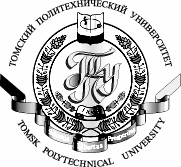 ТОМСКИЙ ПОЛИТЕХНИЧЕСКИЙ УНИВЕРСИТЕТ
ТПУ
TOMSK POLYTECHNICAL UNIVERSITY